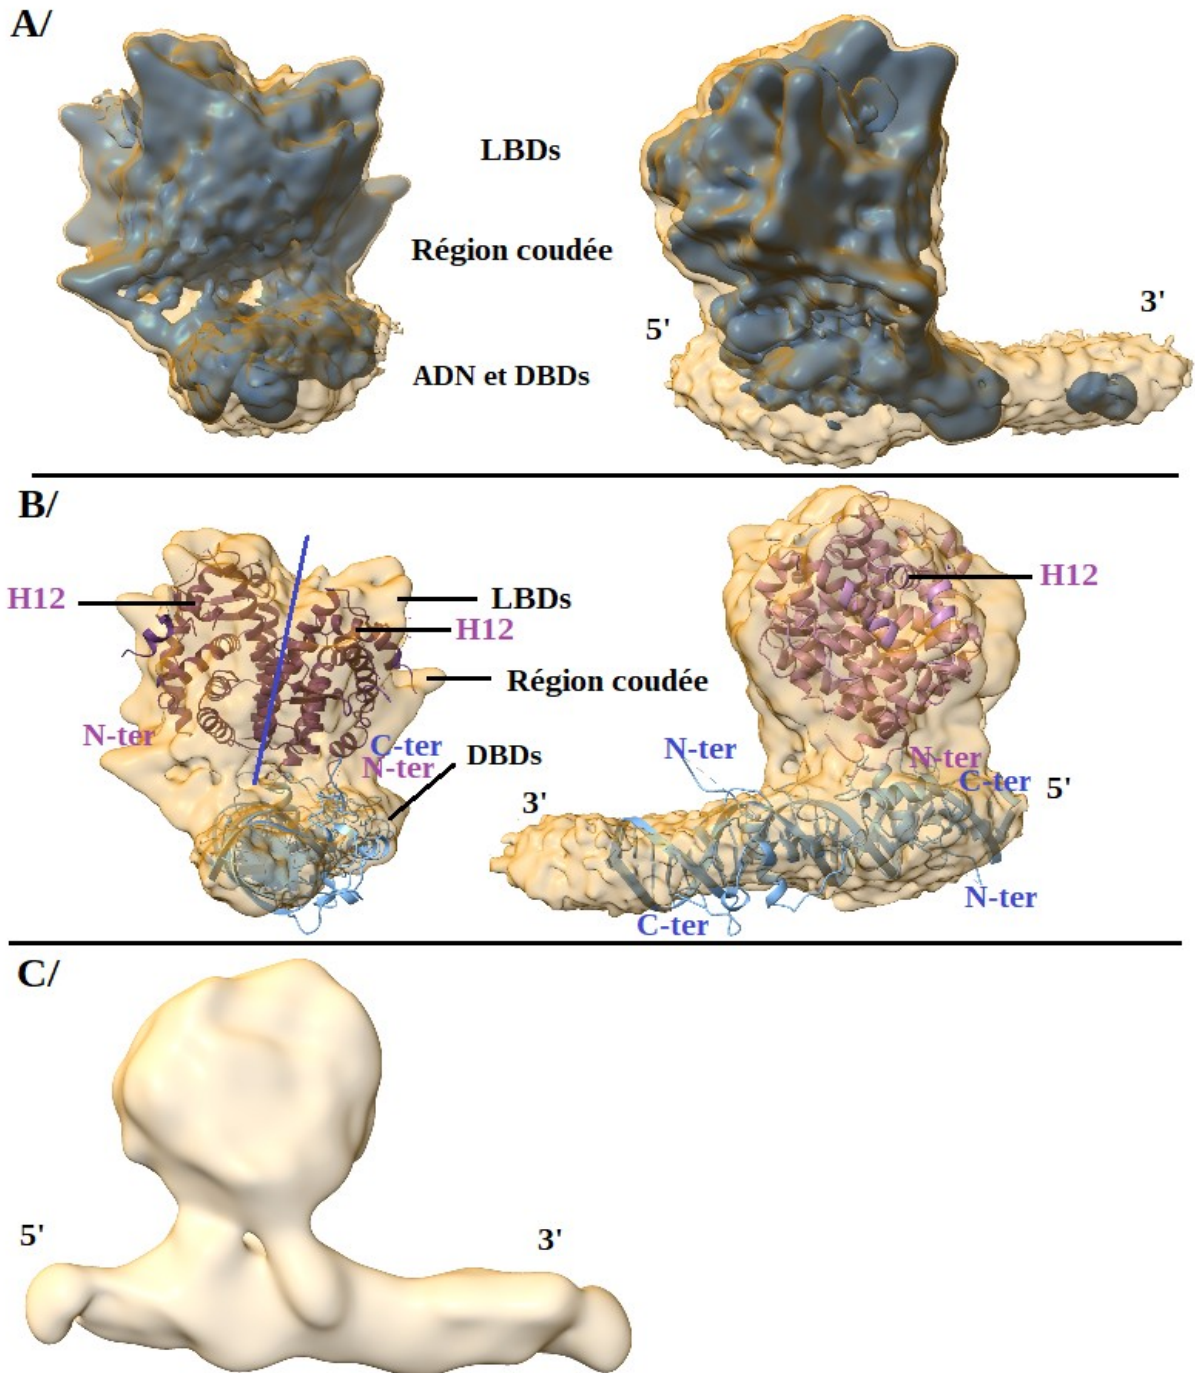 A/
LBDs
Région coudée
5'
3'
ADN et DBDs
B/
H12
LBDs
H12
Région coudée
N-ter
C-ter
N-ter
DBDs
H12
N-ter
N-ter
C-ter
3'
5'
C-ter
N-ter
C/
5'
3'